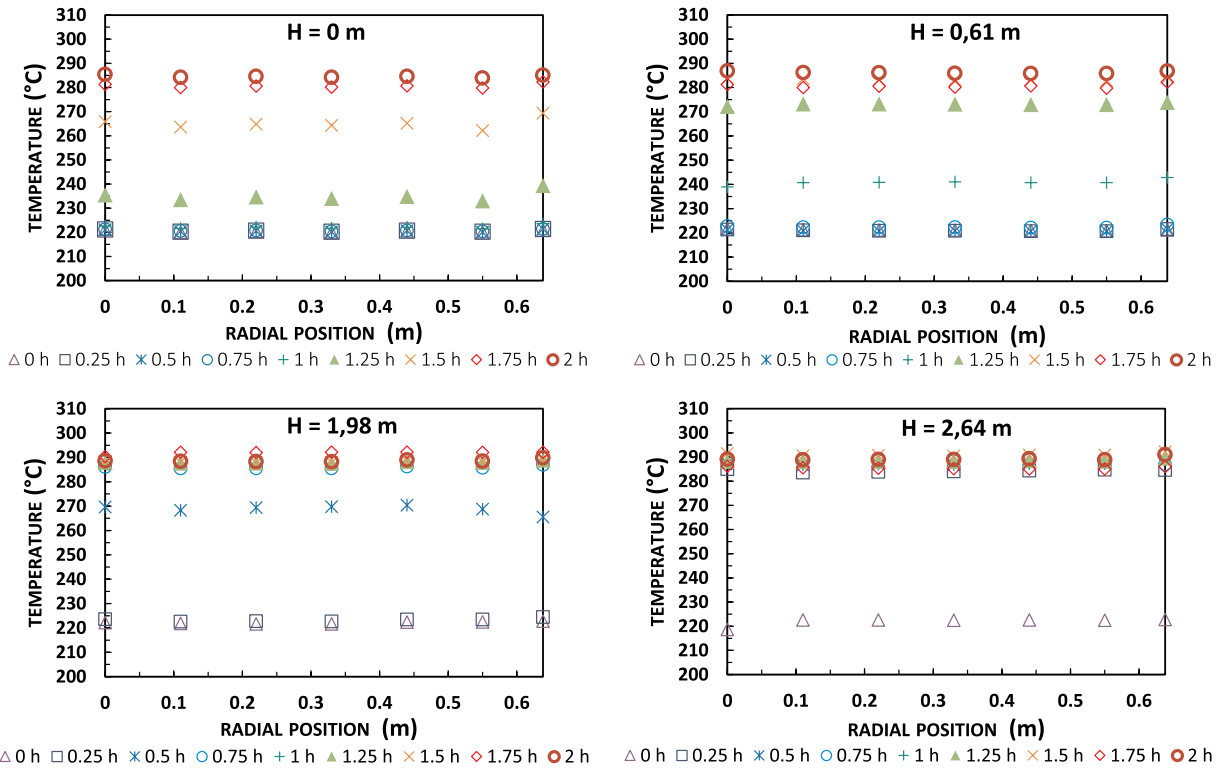 H = 0 m
TEMPERATURE (°C)
310
300
290
280
270
260
250
240
230
220
210
200
0 0.1 0.2 0.3 0.4 0.5 0.6
RADIAL POSITION (m)
0 h 0.25 h 0.5 h 0.75 h 1 h 1.25 h 1.5 h 1.75 h 2 h
H = 0,61 m
TEMPERATURE (°C)
310
300
290
280
270
260
250
240
230
220
210
200
0 0.1 0.2 0.3 0.4 0.5 0.6
RADIAL POSITION (m)
0 h 0.25 h 0.5 h 0.75 h 1 h 1.25 h 1.5 h 1.75 h 2 h
H = 1,98 m
TEMPERATURE (°C)
310
300
290
280
270
260
250
240
230
220
210
200
0 0.1 0.2 0.3 0.4 0.5 0.6
RADIAL POSITION (m)
0 h 0.25 h 0.5 h 0.75 h 1 h 1.25 h 1.5 h 1.75 h 2 h
H = 2,64 m
TEMPERATURE (°C)
310
300
290
280
270
260
250
240
230
220
210
200
0 0.1 0.2 0.3 0.4 0.5 0.6
RADIAL POSITION (m)
0 h 0.25 h 0.5 h 0.75 h 1 h 1.25 h 1.5 h 1.75 h 2 h